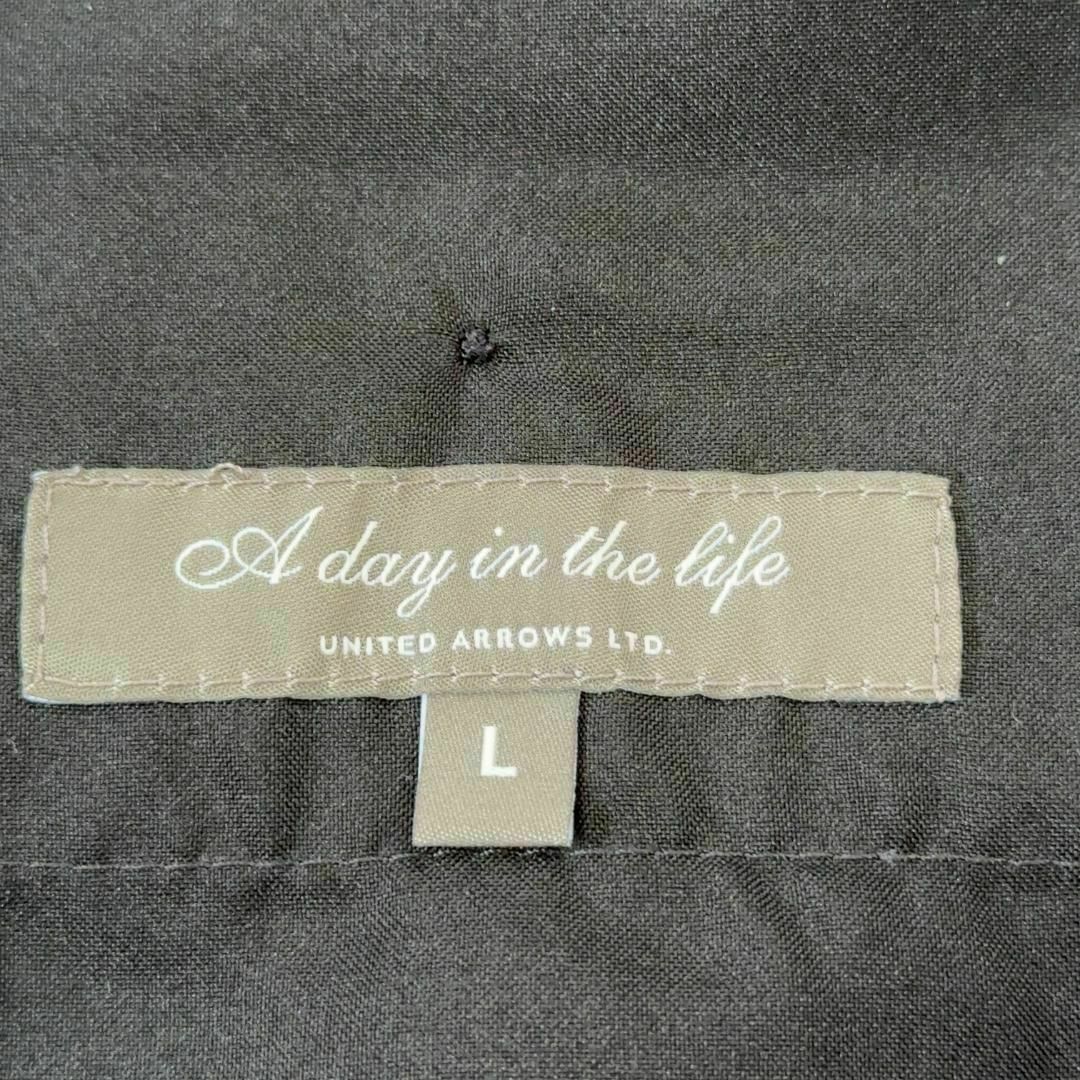 A day in the life
UNITED ARROWS LTD.
L